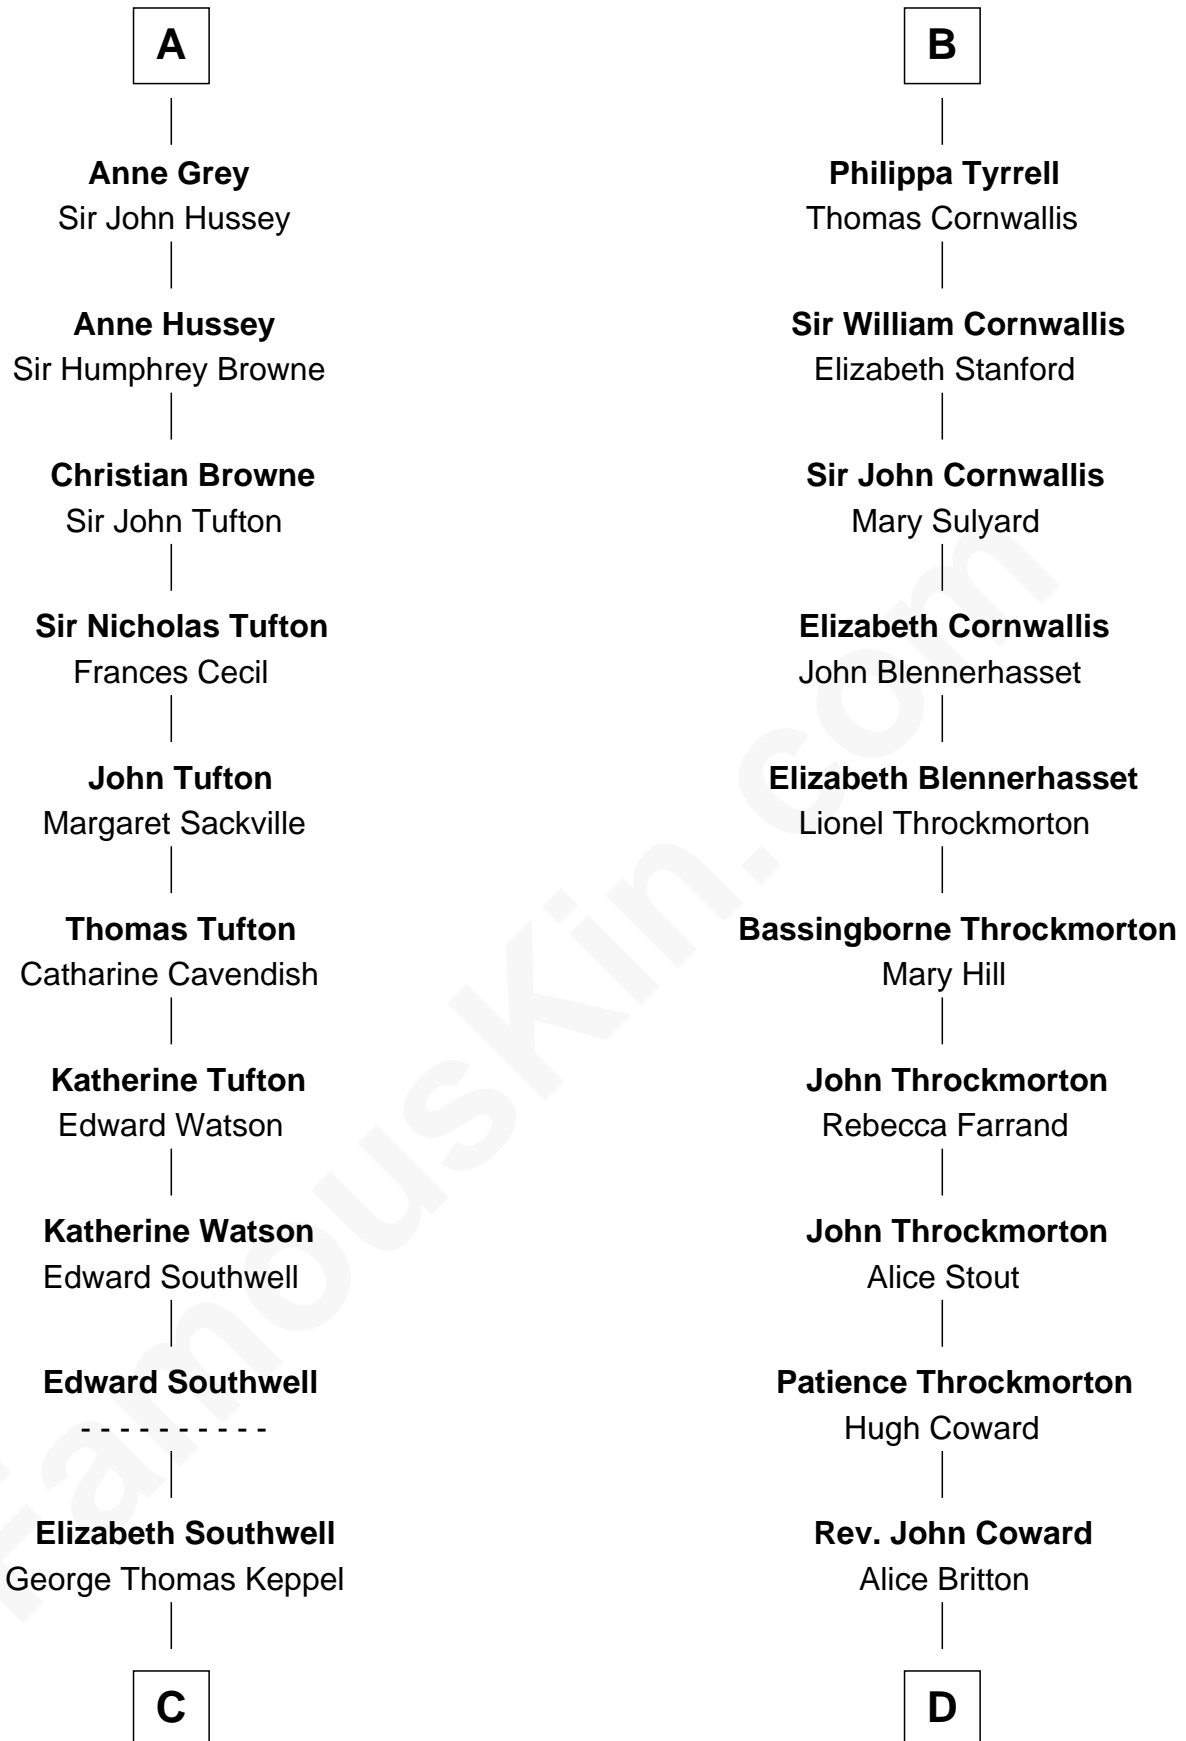 A
Anne Grey
Sir John Hussey
Anne Hussey
Sir Humphrey Browne
Christian Browne
Sir John Tufton
Sir Nicholas Tufton
Frances Cecil
John Tufton
Margaret Sackville
Thomas Tufton
Catharine Cavendish
Katherine Tufton
Edward Watson
Katherine Watson
Edward Southwell
Edward Southwell
- - - - - - - - - -
Elizabeth Southwell
George Thomas Keppel
C
B
Philippa Tyrrell
Thomas Cornwallis
Sir William Cornwallis
Elizabeth Stanford
Sir John Cornwallis
Mary Sulyard
Elizabeth Cornwallis
John Blennerhasset
Elizabeth Blennerhasset
Lionel Throckmorton
Bassingborne Throckmorton
Mary Hill
John Throckmorton
Rebecca Farrand
John Throckmorton
Alice Stout
Patience Throckmorton
Hugh Coward
Rev. John Coward
Alice Britton
D
FamousKin.com